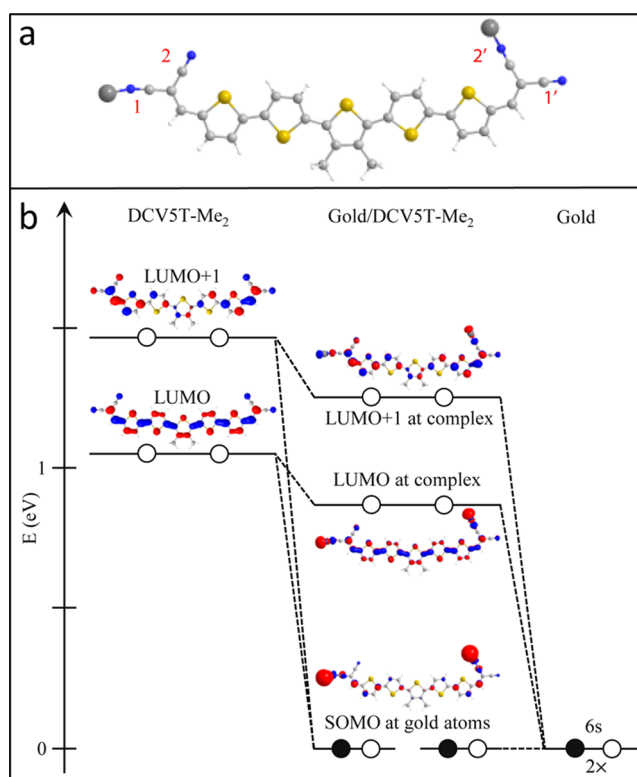 a
2
1
2'
1'
b
DCV5T-Me₂
Gold/DCV5T-Me₂
Gold
LUMO+1
LUMO
LUMO+1 at complex
1
LUMO at complex
E (eV)
SOMO at gold atoms
6s
0
2×